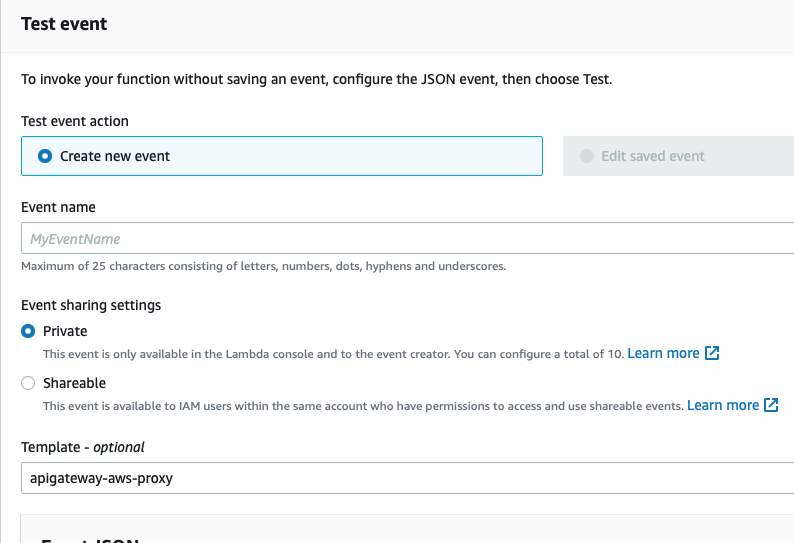 Test event
To invoke your function without saving an event, configure the JSON event, then choose Test.
Test event action
Create new event
Edit saved event
Event name
MyEventName
Maximum of 25 characters consisting of letters, numbers, dots, hyphens and underscores.
Event sharing settings
Private
This event is only available in the Lambda console and to the event creator. You can configure a total of 10. Learn more
Shareable
This event is available to IAM users within the same account who have permissions to access and use shareable events. Learn more
Template - optional
apigateway-aws-proxy
Event JSON